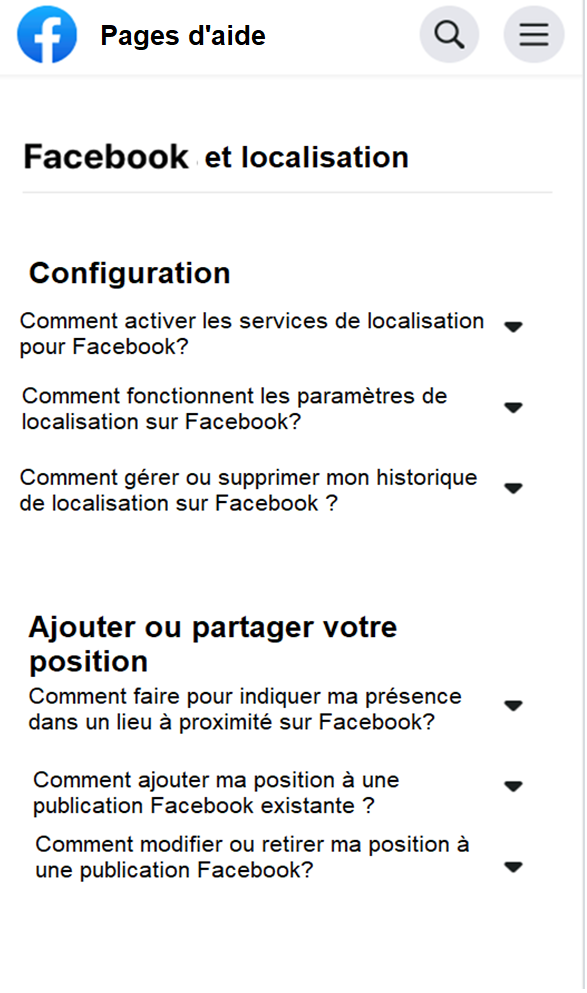 Pages d'aide
Facebook et localisation
Configuration
Comment activer les services de localisation
pour Facebook?
Comment fonctionnent les paramètres de
localisation sur Facebook?
Comment gérer ou supprimer mon historique
de localisation sur Facebook ?
Ajouter ou partager votre
position
Comment faire pour indiquer ma présence
dans un lieu à proximité sur Facebook?
Comment ajouter ma position à une
publication Facebook existante ?
Comment modifier ou retirer ma position à
une publication Facebook?